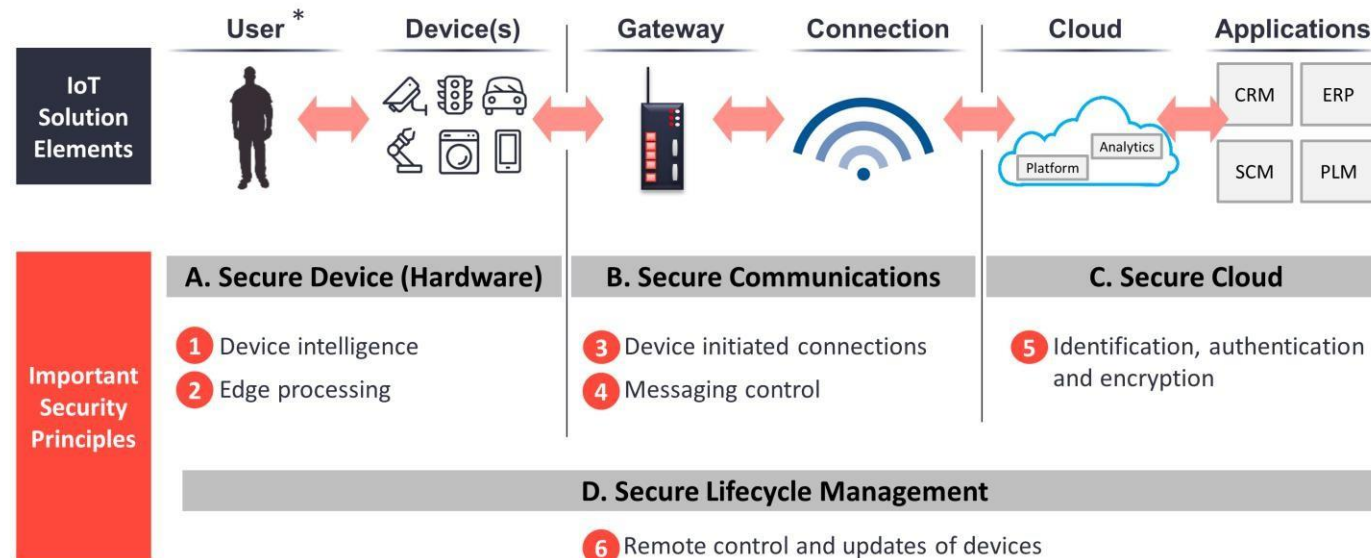 User *
Device(s)
Gateway
Connection
Cloud
Applications
IoT
Solution
Elements
Platform
Analytics
CRM
ERP
SCM
PLM
Important
Security
Principles
A. Secure Device (Hardware)
1 Device intelligence
2 Edge processing
B. Secure Communications
3 Device initiated connections
4 Messaging control
C. Secure Cloud
5 Identification, authentication
and encryption
D. Secure Lifecycle Management
6 Remote control and updates of devices